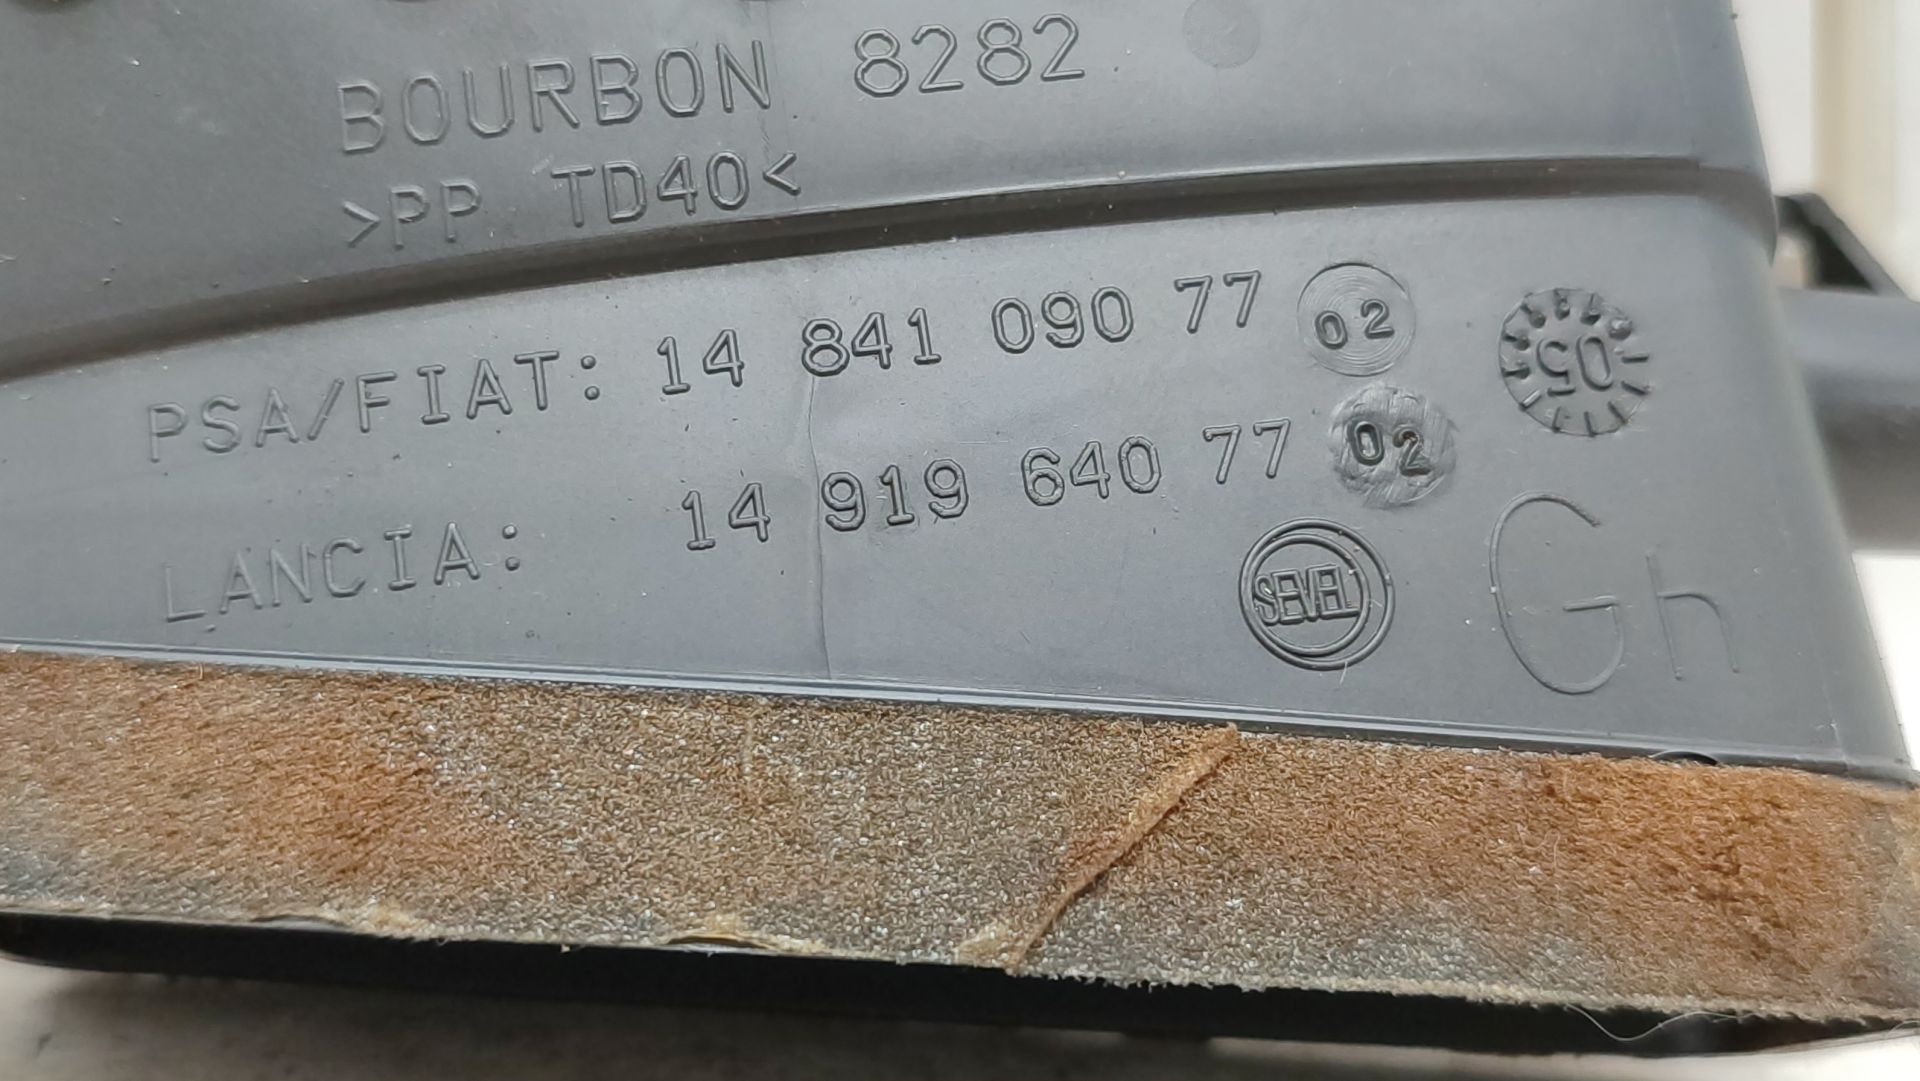 BOURBON 8282
>PP TD40<
PSA/FIAT: 14 841 090 77 02
05
LANCIA: 14 919 640 77 02
SEVEL
Gh